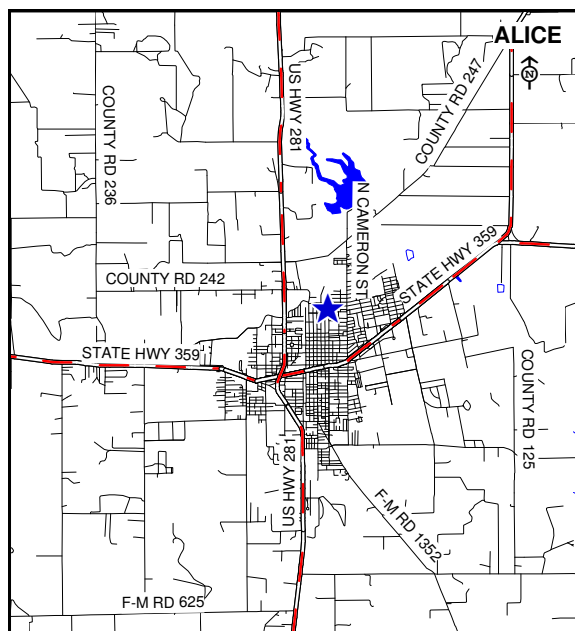 ALICE
N
US HWY 281
COUNTY RD 247
COUNTY RD 236
N CAMERON ST
STATE HWY 359
COUNTY RD 242
STATE HWY 359
COUNTY RD 125
US HWY 281
F-M RD 1352
F-M RD 625